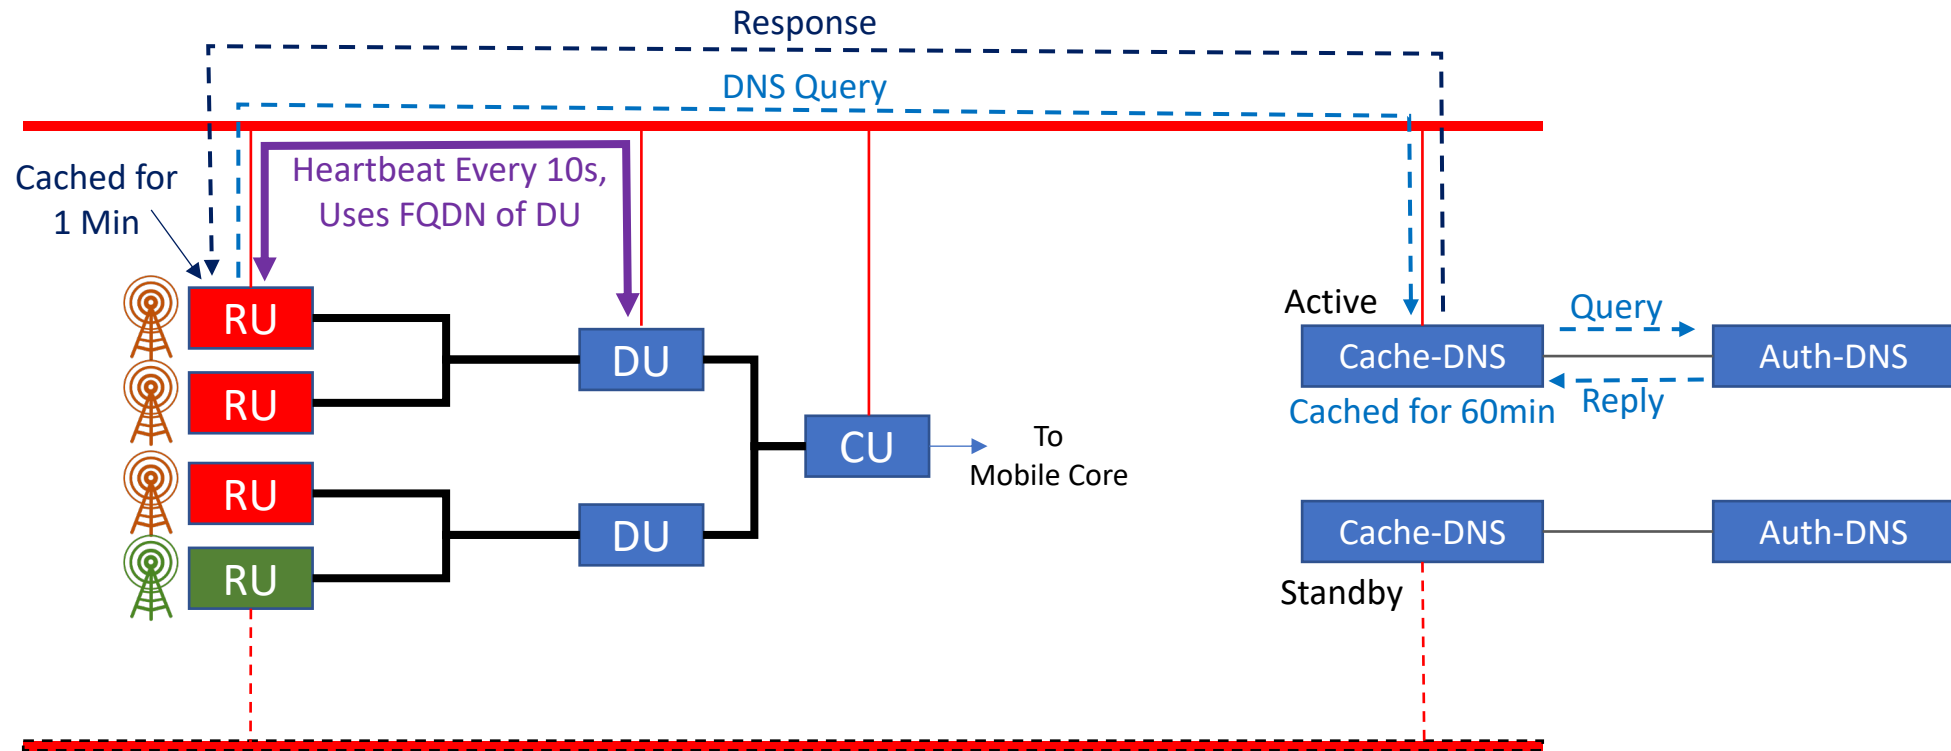 Response
DNS Query
Heartbeat Every 10s,
Uses FQDN of DU
Cached for
1 Min
RU
RU
RU
RU
DU
DU
CU
To
Mobile Core
Active
Cache-DNS
Cached for 60min
Query
Reply
Auth-DNS
Cache-DNS
Auth-DNS
Standby